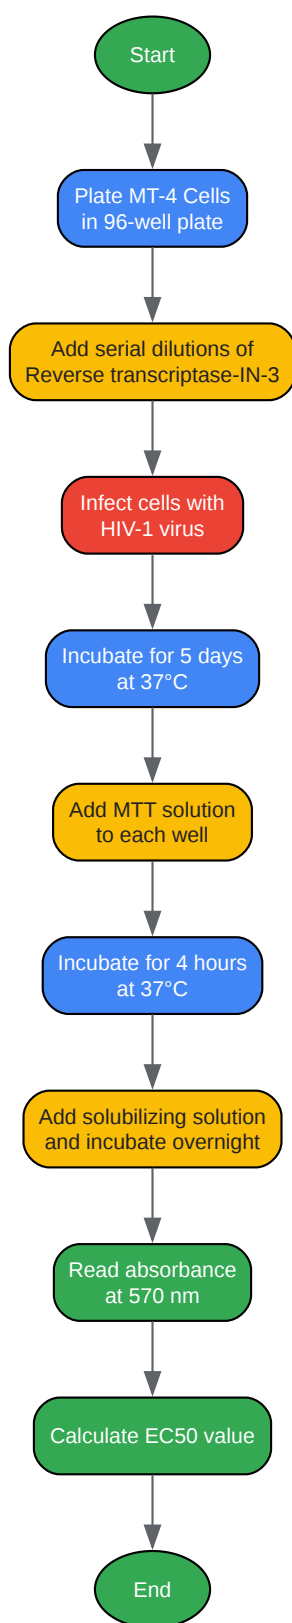 Start
Plate MT-4 Cells
in 96-well plate
Add serial dilutions of
Reverse transcriptase-IN-3
Infect cells with
HIV-1 virus
Incubate for 5 days
at 37°C
Add MTT solution
to each well
Incubate for 4 hours
at 37°C
Add solubilizing solution
and incubate overnight
Read absorbance
at 570 nm
Calculate EC50 value
End